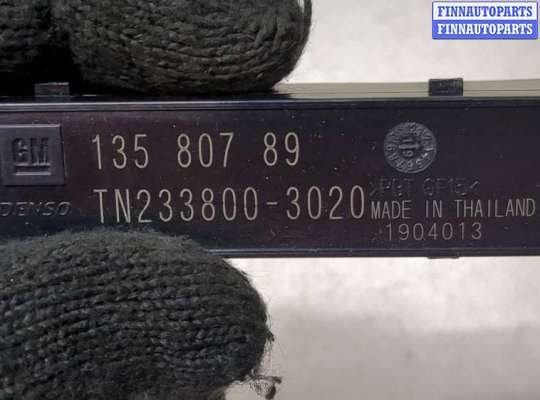 FINNAUTOPARTS
FINNAUTOPARTS
GM
135 807 89
DENSO
TN233800-3020
>PBT GF15<
MADE IN THAILAND
1904013